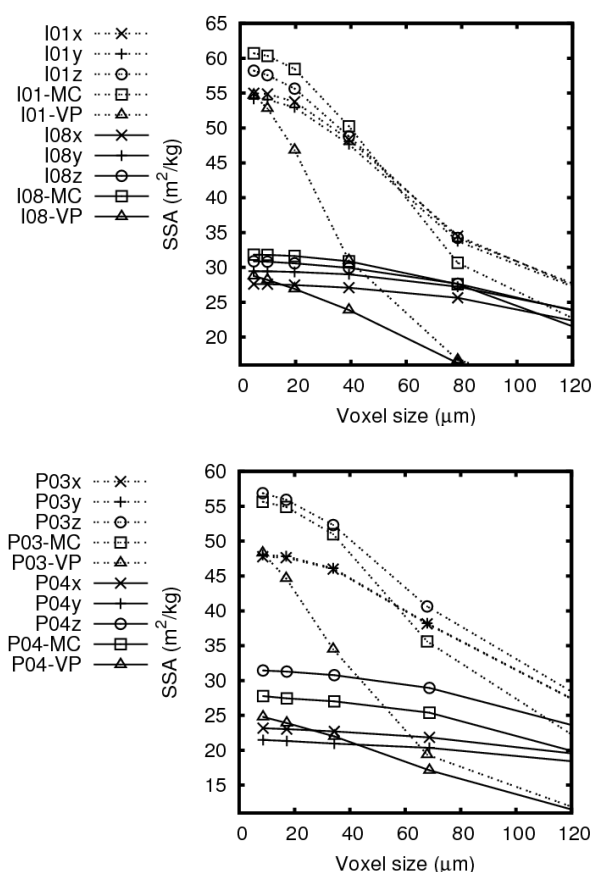 I01x
I01y
I01z
I01-MC
I01-VP
I08x
I08y
I08z
I08-MC
I08-VP
SSA (m²/kg)
65
60
55
50
45
40
35
30
25
20
0 20 40 60 80 100 120
Voxel size (μm)
P03x
P03y
P03z
P03-MC
P03-VP
P04x
P04y
P04z
P04-MC
P04-VP
SSA (m²/kg)
60
55
50
45
40
35
30
25
20
15
0 20 40 60 80 100 120
Voxel size (μm)